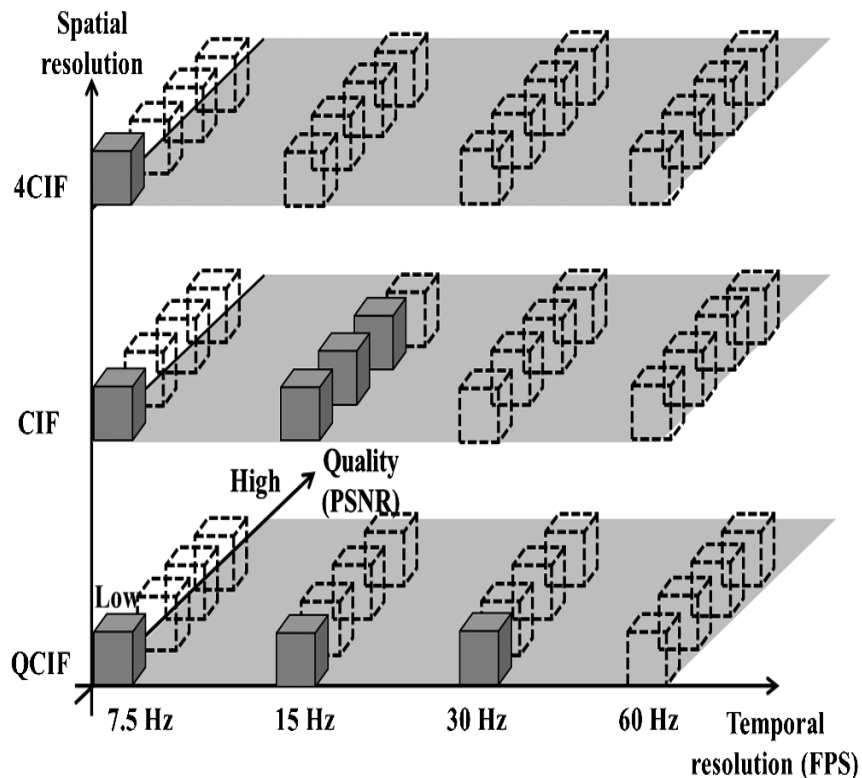 Spatial
resolution
4CIF
CIF
High
Quality
(PSNR)
Low
QCIF
7.5 Hz
15 Hz
30 Hz
60 Hz
Temporal
resolution (FPS)